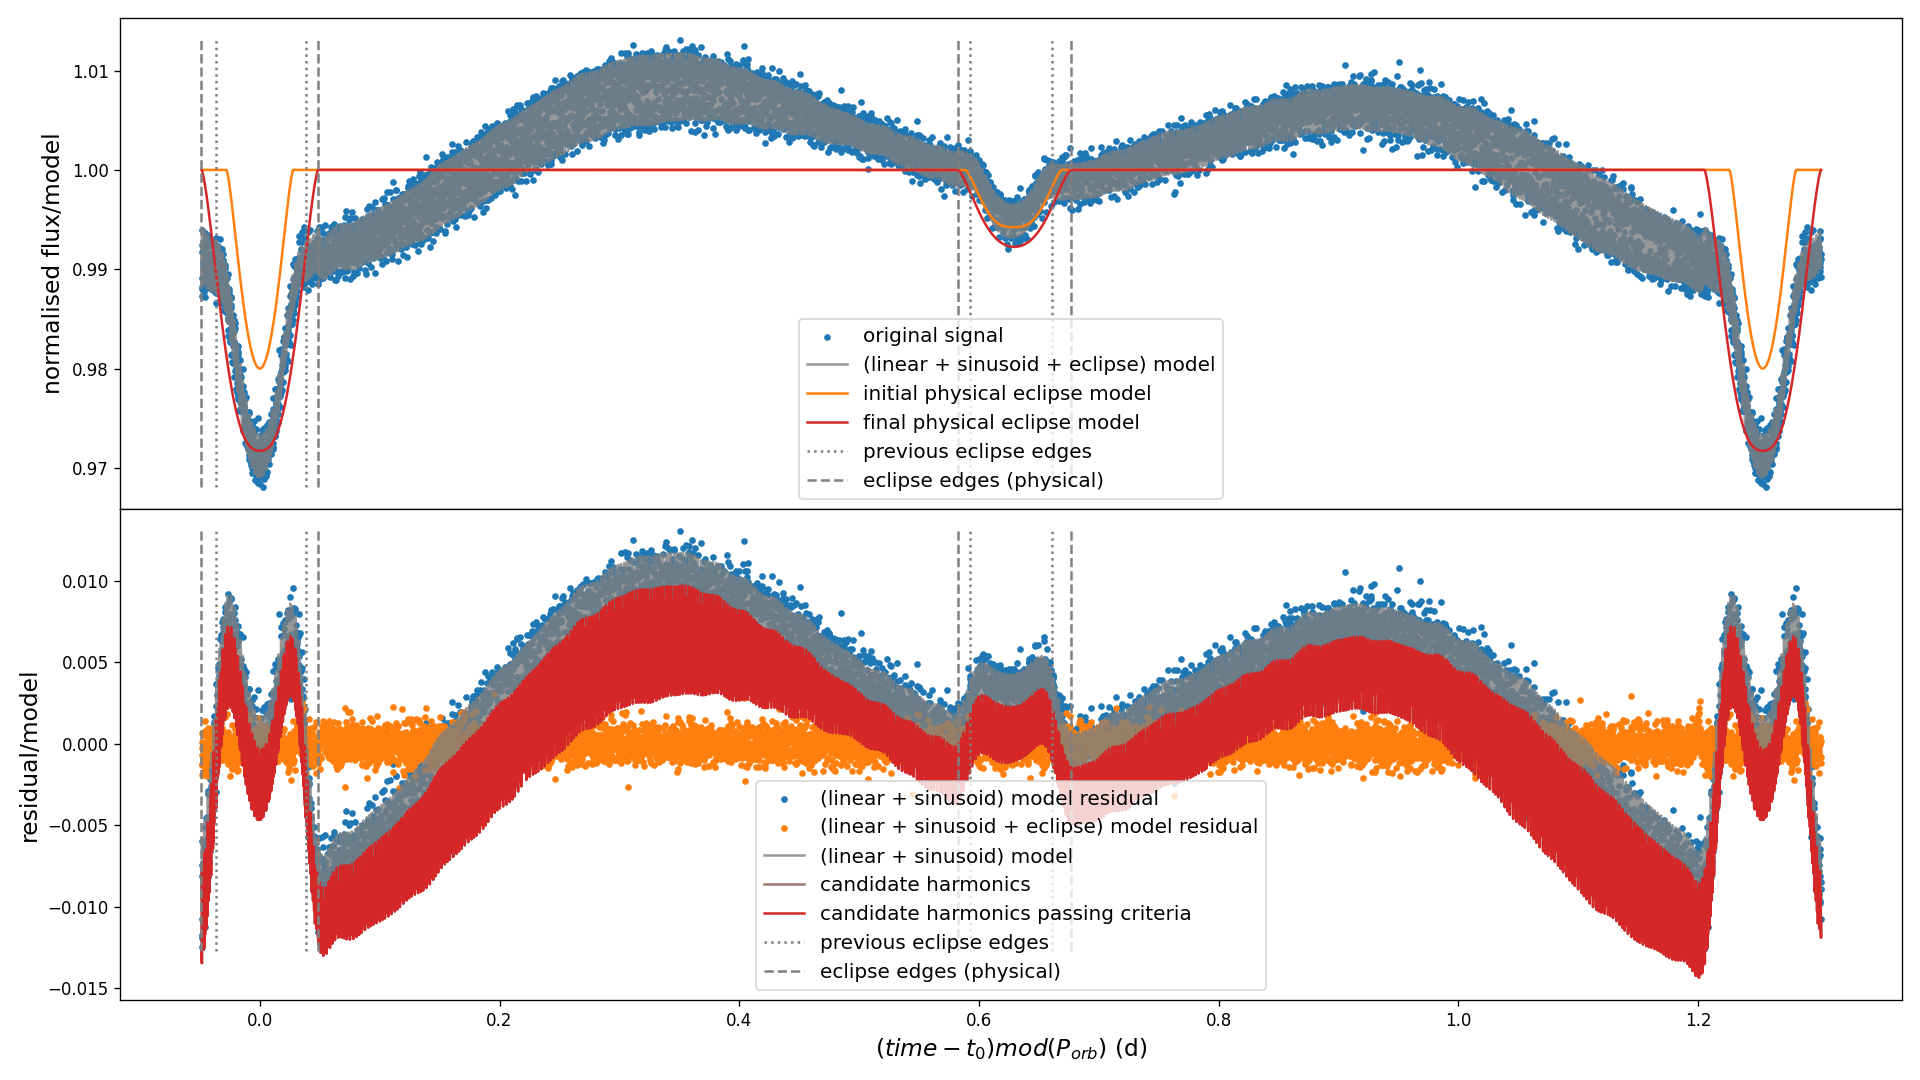 normalised flux/model
1.01
1.00
0.99
0.98
0.97
original signal
(linear + sinusoid + eclipse) model
initial physical eclipse model
final physical eclipse model
previous eclipse edges
eclipse edges (physical)
residual/model
0.010
0.005
0.000
−0.005
−0.010
−0.015
(linear + sinusoid) model residual
(linear + sinusoid + eclipse) model residual
(linear + sinusoid) model
candidate harmonics
candidate harmonics passing criteria
previous eclipse edges
eclipse edges (physical)
0.0 0.2 0.4 0.6 0.8 1.0 1.2
(time − t₀)mod(P_orb) (d)